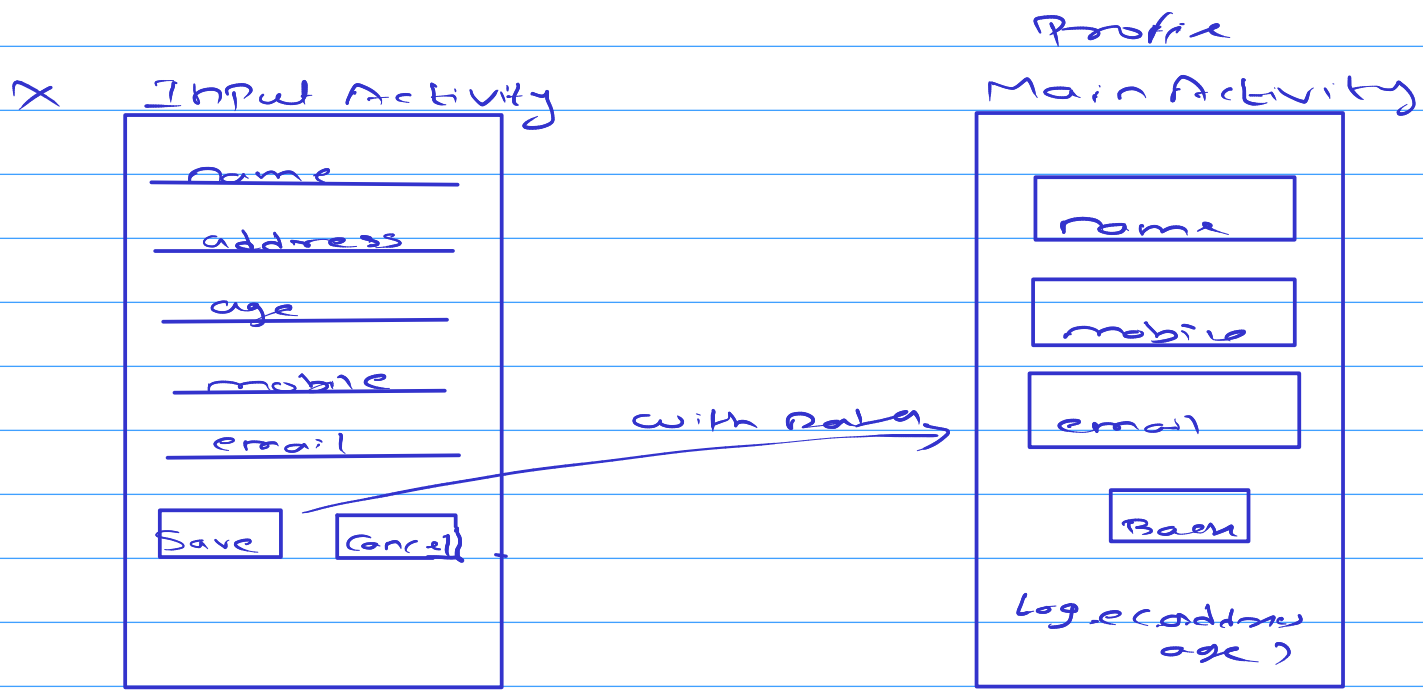 Profile
X Input Activity
Main Activity
name
address
age
mobile
email
Save
Cancel
with Data
name
mobile
email
Back
Log.e(address
age)